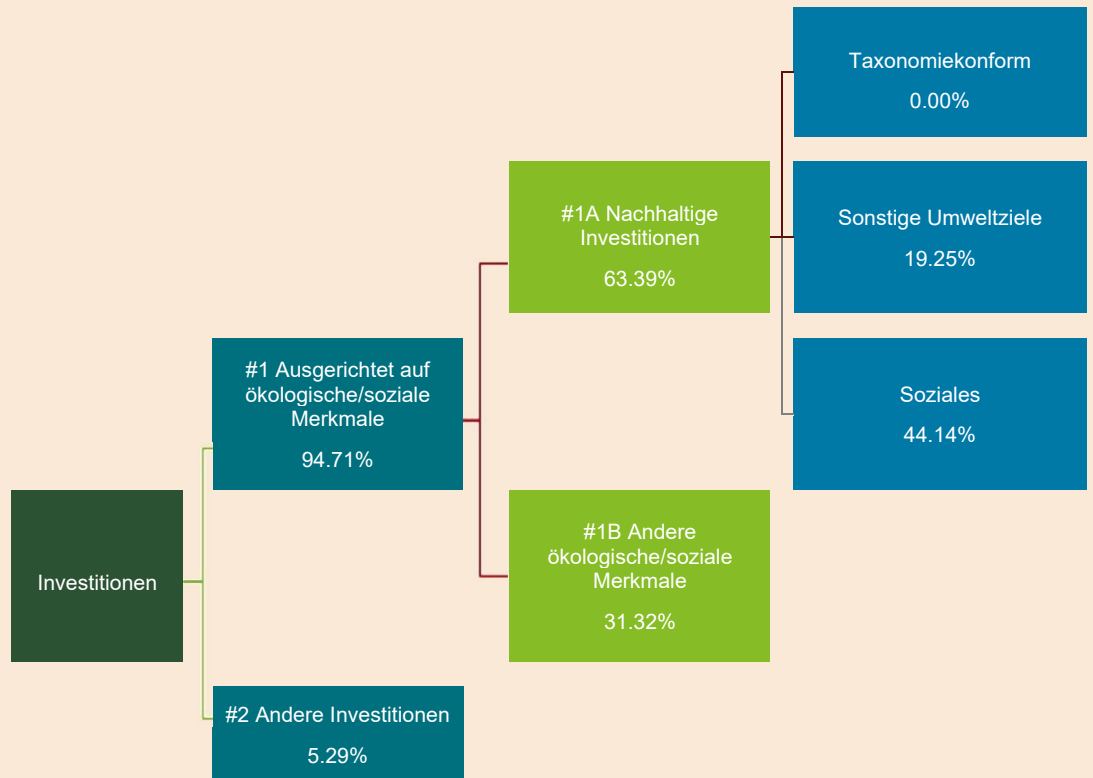 Investitionen
#1 Ausgerichtet auf
ökologische/soziale
Merkmale
94.71%
#2 Andere Investitionen
5.29%
#1A Nachhaltige
Investitionen
63.39%
#1B Andere
ökologische/soziale
Merkmale
31.32%
Taxonomiekonform
0.00%
Sonstige Umweltziele
19.25%
Soziales
44.14%